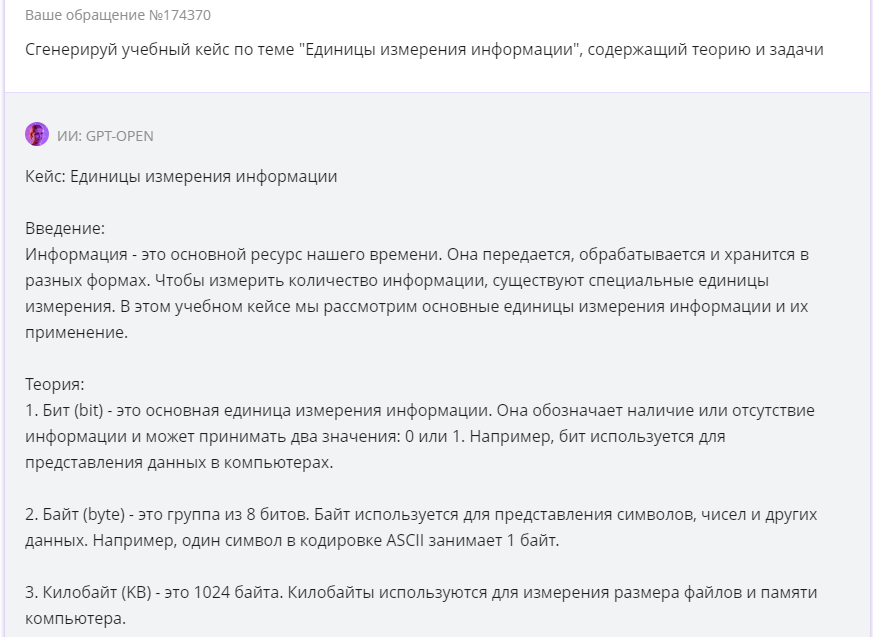 Ваше обращение №174370
Сгенерируй учебный кейс по теме "Единицы измерения информации", содержащий теорию и задачи
ИИ: GPT-OPEN
Кейс: Единицы измерения информации
Введение:
Информация - это основной ресурс нашего времени. Она передается, обрабатывается и хранится в
разных формах. Чтобы измерить количество информации, существуют специальные единицы
измерения. В этом учебном кейсе мы рассмотрим основные единицы измерения информации и их
применение.
Теория:
1. Бит (bit) - это основная единица измерения информации. Она обозначает наличие или отсутствие
информации и может принимать два значения: 0 или 1. Например, бит используется для
представления данных в компьютерах.
2. Байт (byte) - это группа из 8 битов. Байт используется для представления символов, чисел и других
данных. Например, один символ в кодировке ASCII занимает 1 байт.
3. Килобайт (KB) - это 1024 байта. Килобайты используются для измерения размера файлов и памяти
компьютера.